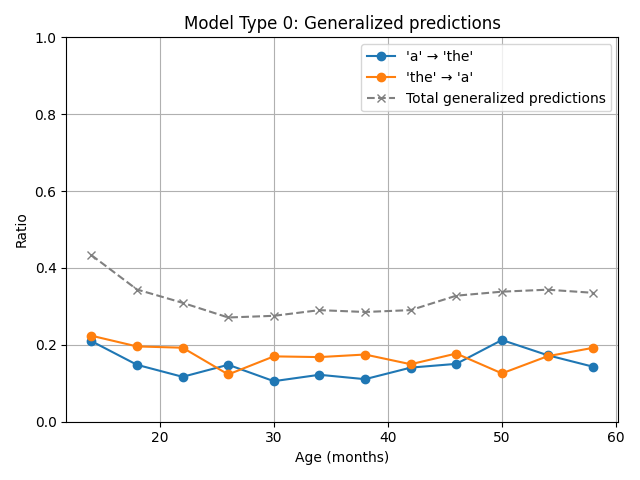 Model Type 0: Generalized predictions
1.0
0.8
0.6
0.4
0.2
0.0
Ratio
'a' → 'the'
'the' → 'a'
Total generalized predictions
20
30
40
50
60
Age (months)